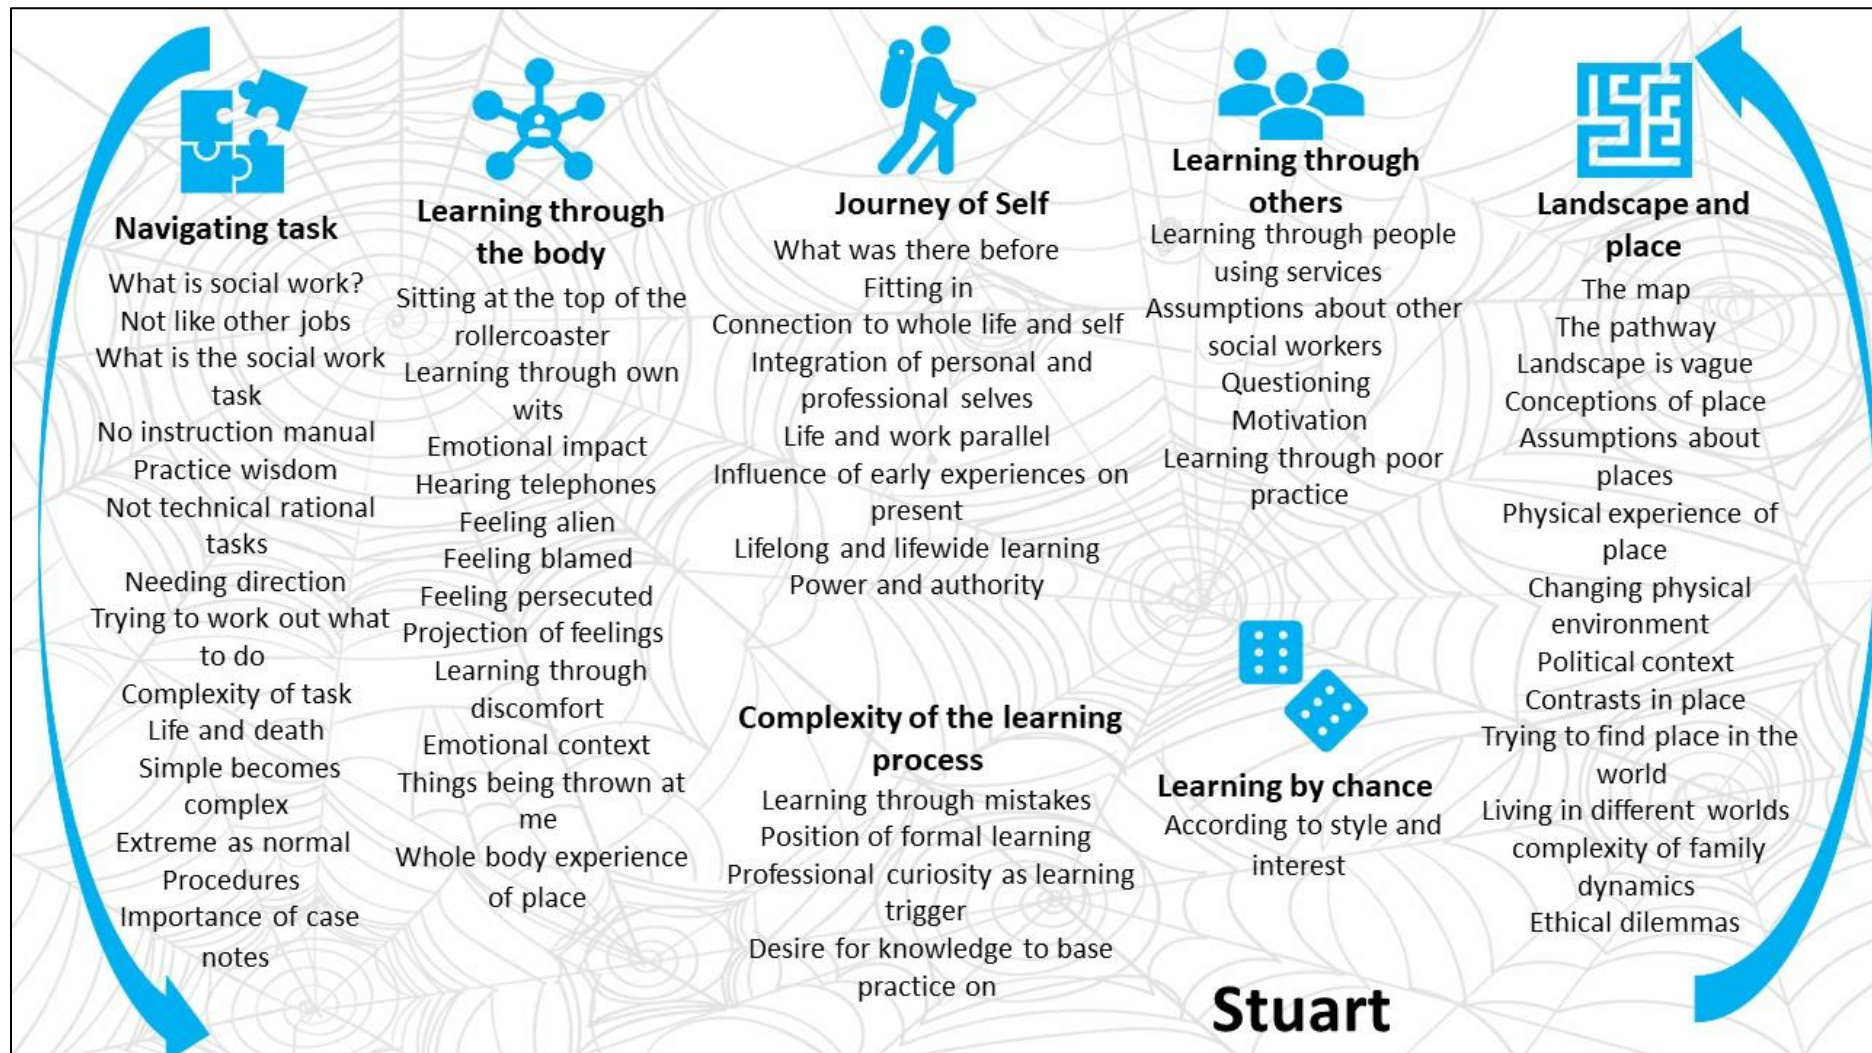 Navigating task
What is social work?
Not like other jobs
What is the social work
task
No instruction manual
Practice wisdom
Not technical rational
tasks
Needing direction
Trying to work out what
to do
Complexity of task
Life and death
Simple becomes
complex
Extreme as normal
Procedures
Importance of case
notes
Learning through
the body
Sitting at the top of the
rollercoaster
Learning through own
wits
Emotional impact
Hearing telephones
Feeling alien
Feeling blamed
Feeling persecuted
Projection of feelings
Learning through
discomfort
Emotional context
Things being thrown at
me
Whole body experience
of place
Journey of Self
What was there before
Fitting in
Connection to whole life and self
Integration of personal and
professional selves
Life and work parallel
Influence of early experiences on
present
Lifelong and lifewide learning
Power and authority
Complexity of the learning
process
Learning through mistakes
Position of formal learning
Professional curiosity as learning
trigger
Desire for knowledge to base
practice on
Learning through
others
Learning through people
using services
Assumptions about other
social workers
Questioning
Motivation
Learning through poor
practice
Learning by chance
According to style and
interest
Landscape and
place
The map
The pathway
Landscape is vague
Conceptions of place
Assumptions about
places
Physical experience of
place
Changing physical
environment
Political context
Contrasts in place
Trying to find place in the
world
Living in different worlds
complexity of family
dynamics
Ethical dilemmas
Stuart